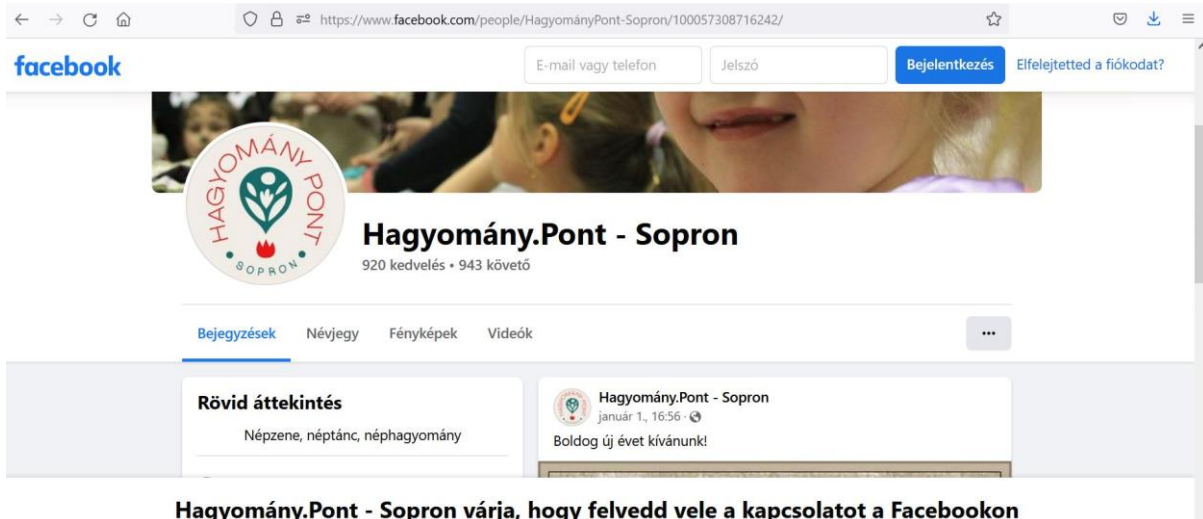 https://www.facebook.com/people/HagyományPont-Sopron/100057308716242/
facebook
E-mail vagy telefon
Jelszó
Bejelentkezés
Elfelejtetted a fiókodat?
HAGYOMÁNY PONT
• SOPRON •
Hagyomány.Pont - Sopron
920 kedvelés • 943 követő
Bejegyzések
Névjegy
Fényképek
Videók
Rövid áttekintés
Népzene, néptánc, néphagyomány
Hagyomány.Pont - Sopron
január 1., 16:56 ·
Boldog új évet kívánunk!
Hagyomány.Pont - Sopron várja, hogy felvedd vele a kapcsolatot a Facebookon